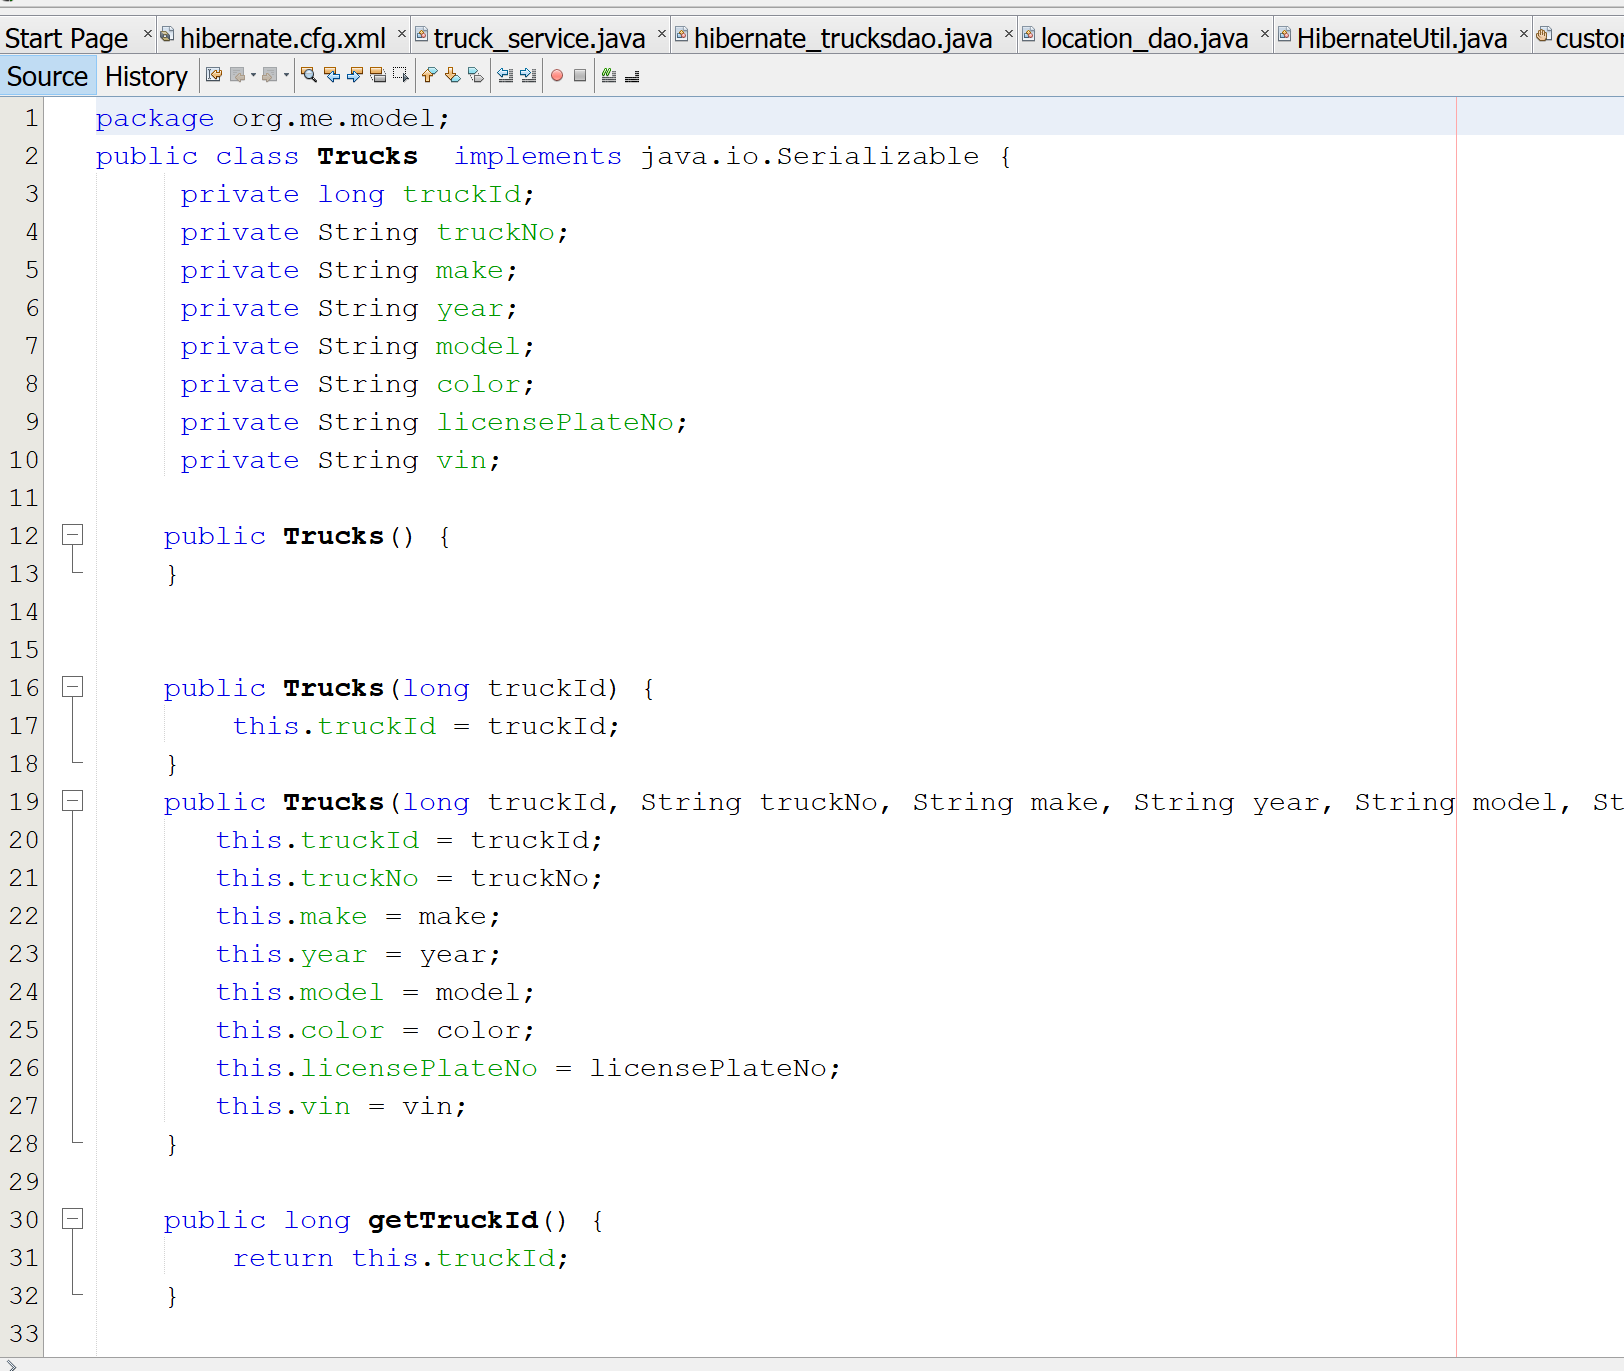 Start Page hibernate.cfg.xml truck_service.java hibernate_trucksdao.java location_dao.java HibernateUtil.java custo
Source History
1 package org.me.model;
2 public class Trucks  implements java.io.Serializable {
3 private long truckId;
4 private String truckNo;
5 private String make;
6 private String year;
7 private String model;
8 private String color;
9 private String licensePlateNo;
10 private String vin;
11
12 public Trucks() {
13 }
14
15
16 public Trucks(long truckId) {
17 this.truckId = truckId;
18 }
19 public Trucks(long truckId, String truckNo, String make, String year, String model, St
20 this.truckId = truckId;
21 this.truckNo = truckNo;
22 this.make = make;
23 this.year = year;
24 this.model = model;
25 this.color = color;
26 this.licensePlateNo = licensePlateNo;
27 this.vin = vin;
28 }
29
30 public long getTruckId() {
31 return this.truckId;
32 }
33